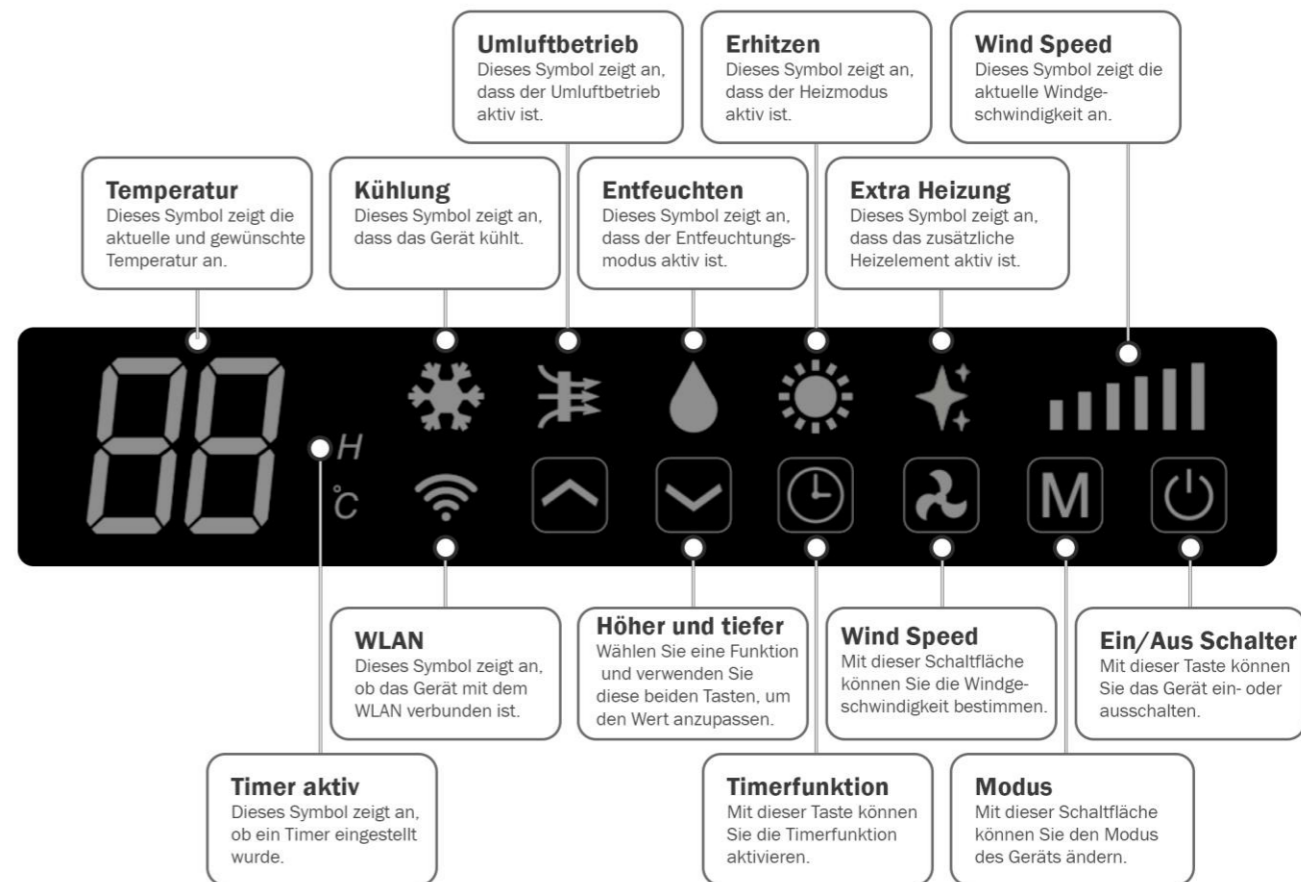 Umluftbetrieb
Dieses Symbol zeigt an,
dass der Umluftbetrieb
aktiv ist.
Erhitzen
Dieses Symbol zeigt an,
dass der Heizmodus
aktiv ist.
Wind Speed
Dieses Symbol zeigt die
aktuelle Windge-
schwindigkeit an.
Temperatur
Dieses Symbol zeigt die
aktuelle und gewünschte
Temperatur an.
Kühlung
Dieses Symbol zeigt an,
dass das Gerät kühlt.
Entfeuchten
Dieses Symbol zeigt an,
dass der Entfeuchtungs-
modus aktiv ist.
Extra Heizung
Dieses Symbol zeigt an,
dass das zusätzliche
Heizelement aktiv ist.
88
H
°C
M
WLAN
Dieses Symbol zeigt an,
ob das Gerät mit dem
WLAN verbunden ist.
Höher und tiefer
Wählen Sie eine Funktion
und verwenden Sie
diese beiden Tasten, um
den Wert anzupassen.
Wind Speed
Mit dieser Schaltfläche
können Sie die Windge-
schwindigkeit bestimmen.
Ein/Aus Schalter
Mit dieser Taste können
Sie das Gerät ein- oder
ausschalten.
Timer aktiv
Dieses Symbol zeigt an,
ob ein Timer eingestellt
wurde.
Timerfunktion
Mit dieser Taste können
Sie die Timerfunktion
aktivieren.
Modus
Mit dieser Schaltfläche
können Sie den Modus
des Geräts ändern.